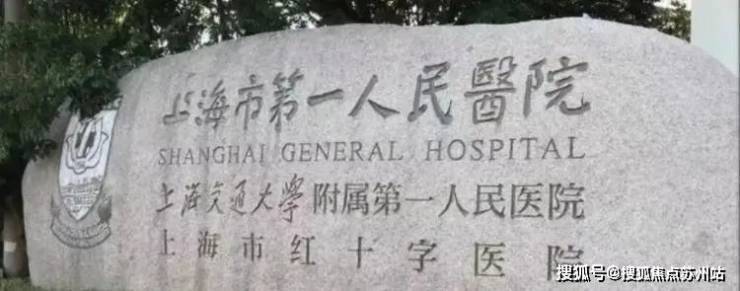 上海市第一人民醫院
SHANGHAI GENERAL HOSPITAL
上海交通大學附属第一人民医院
上海市红十字医院
搜狐号@搜狐焦点苏州站